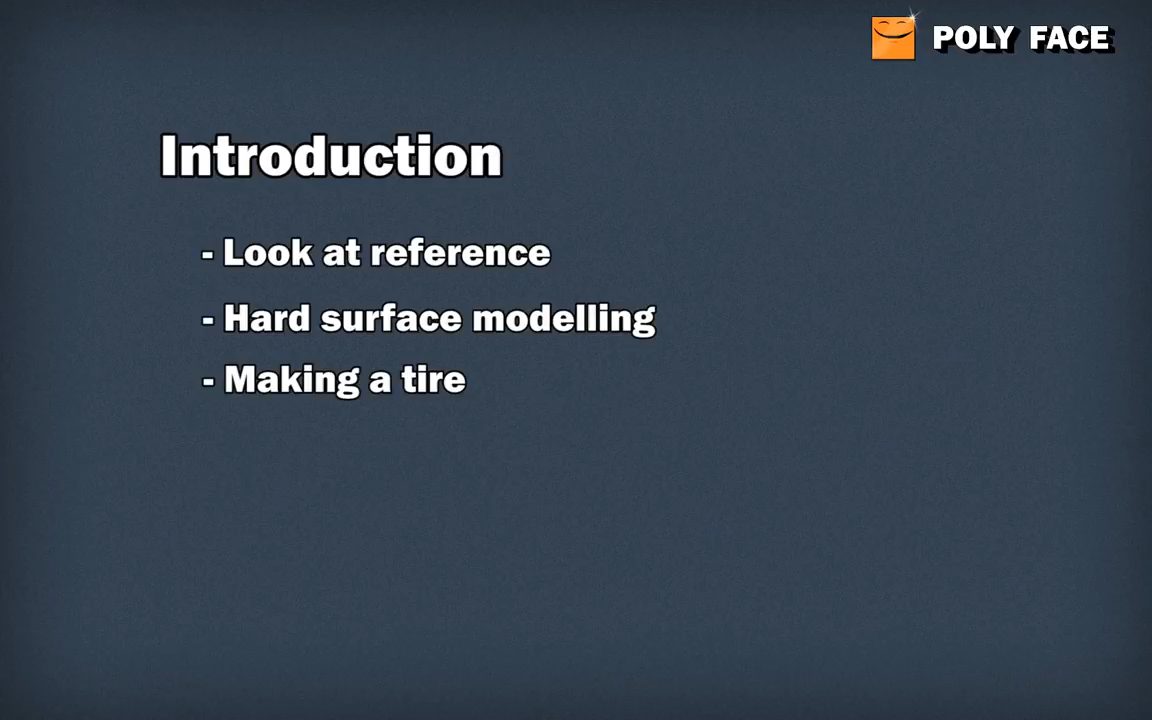 POLY FACE
Introduction
- Look at reference
- Hard surface modelling
- Making a tire